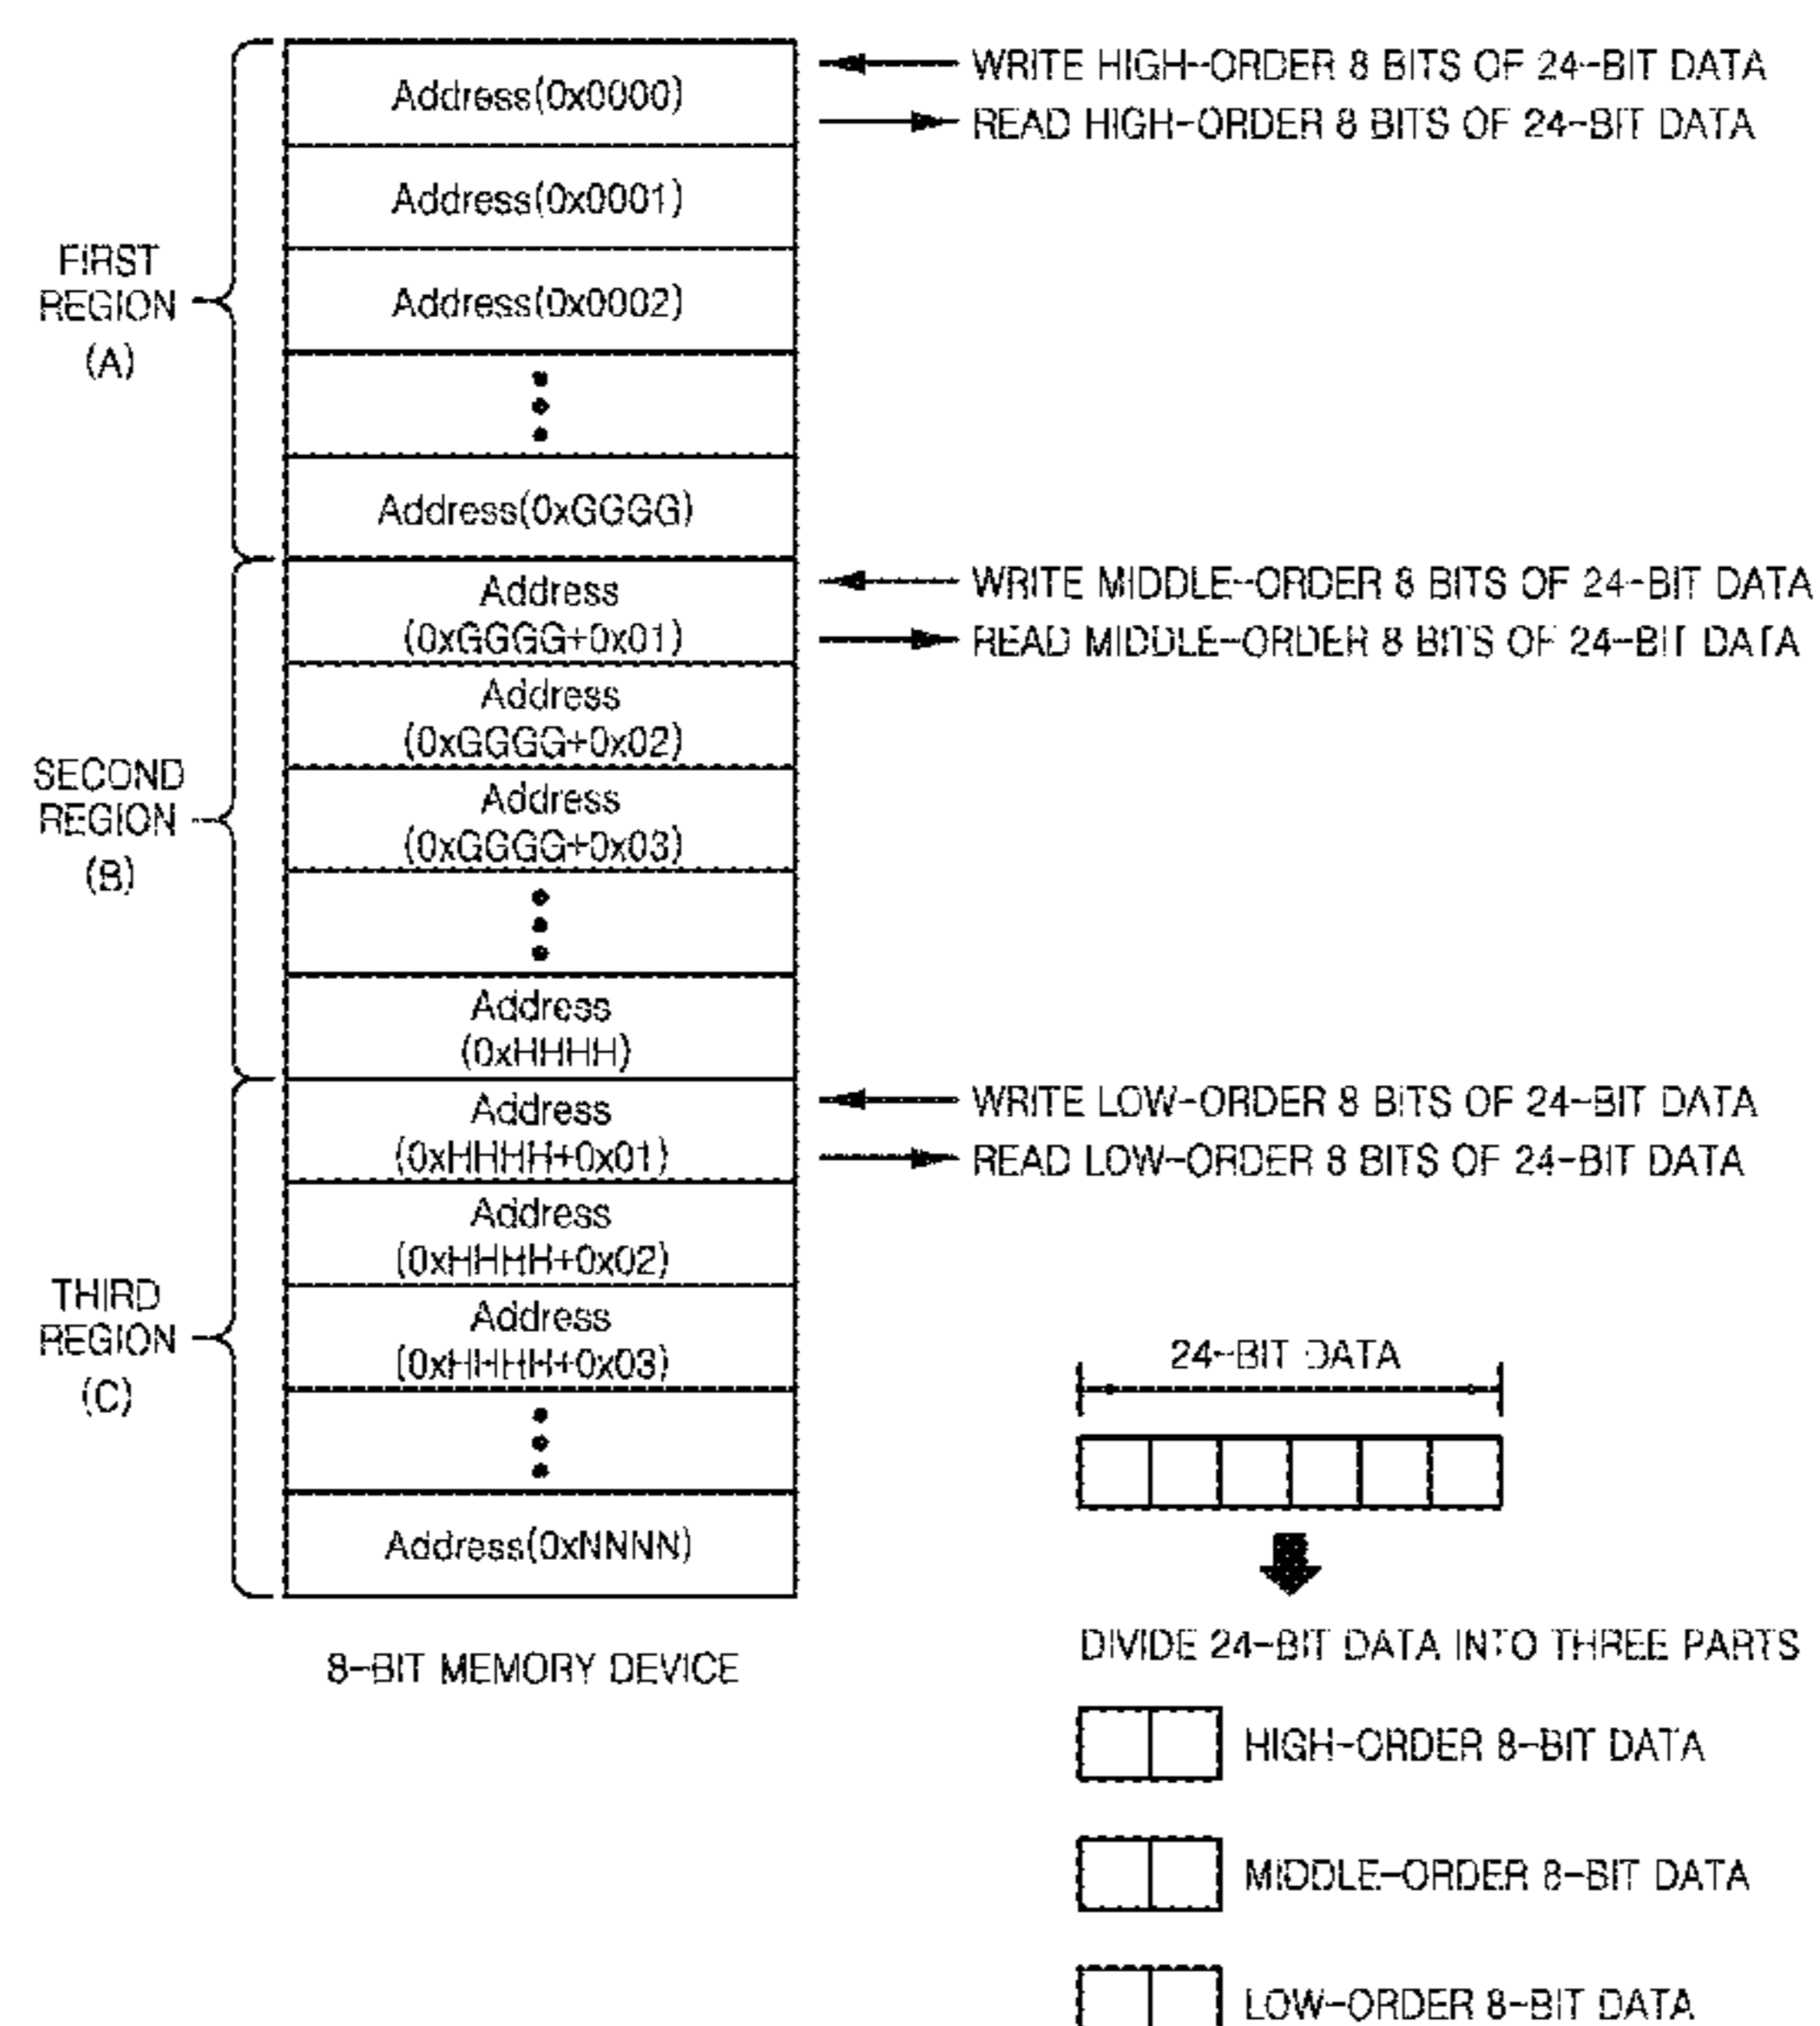 Address(0x0000)
WRITE HIGH-ORDER 8 BITS OF 24-BIT DATA
READ HIGH-ORDER 8 BITS OF 24-BIT DATA
Address(0x0001)
FIRST
REGION
(A)
Address(0x0002)
Address(0xGGGG)
Address
(0xGGGG+0x01)
WRITE MIDDLE-ORDER 8 BITS OF 24-BIT DATA
READ MIDDLE-ORDER 8 BITS OF 24-BIT DATA
Address
(0xGGGG+0x02)
SECOND
REGION
(B)
Address
(0xGGGG+0x03)
Address
(0xHHHH)
Address
(0xHHHH+0x01)
WRITE LOW-ORDER 8 BITS OF 24-BIT DATA
READ LOW-ORDER 8 BITS OF 24-BIT DATA
Address
(0xHHHH+0x02)
THIRD
REGION
(C)
Address
(0xHHHH+0x03)
Address(0xNNNN)
8-BIT MEMORY DEVICE
24-BIT DATA
DIVIDE 24-BIT DATA INTO THREE PARTS
HIGH-ORDER 8-BIT DATA
MIDDLE-ORDER 8-BIT DATA
LOW-ORDER 8-BIT DATA